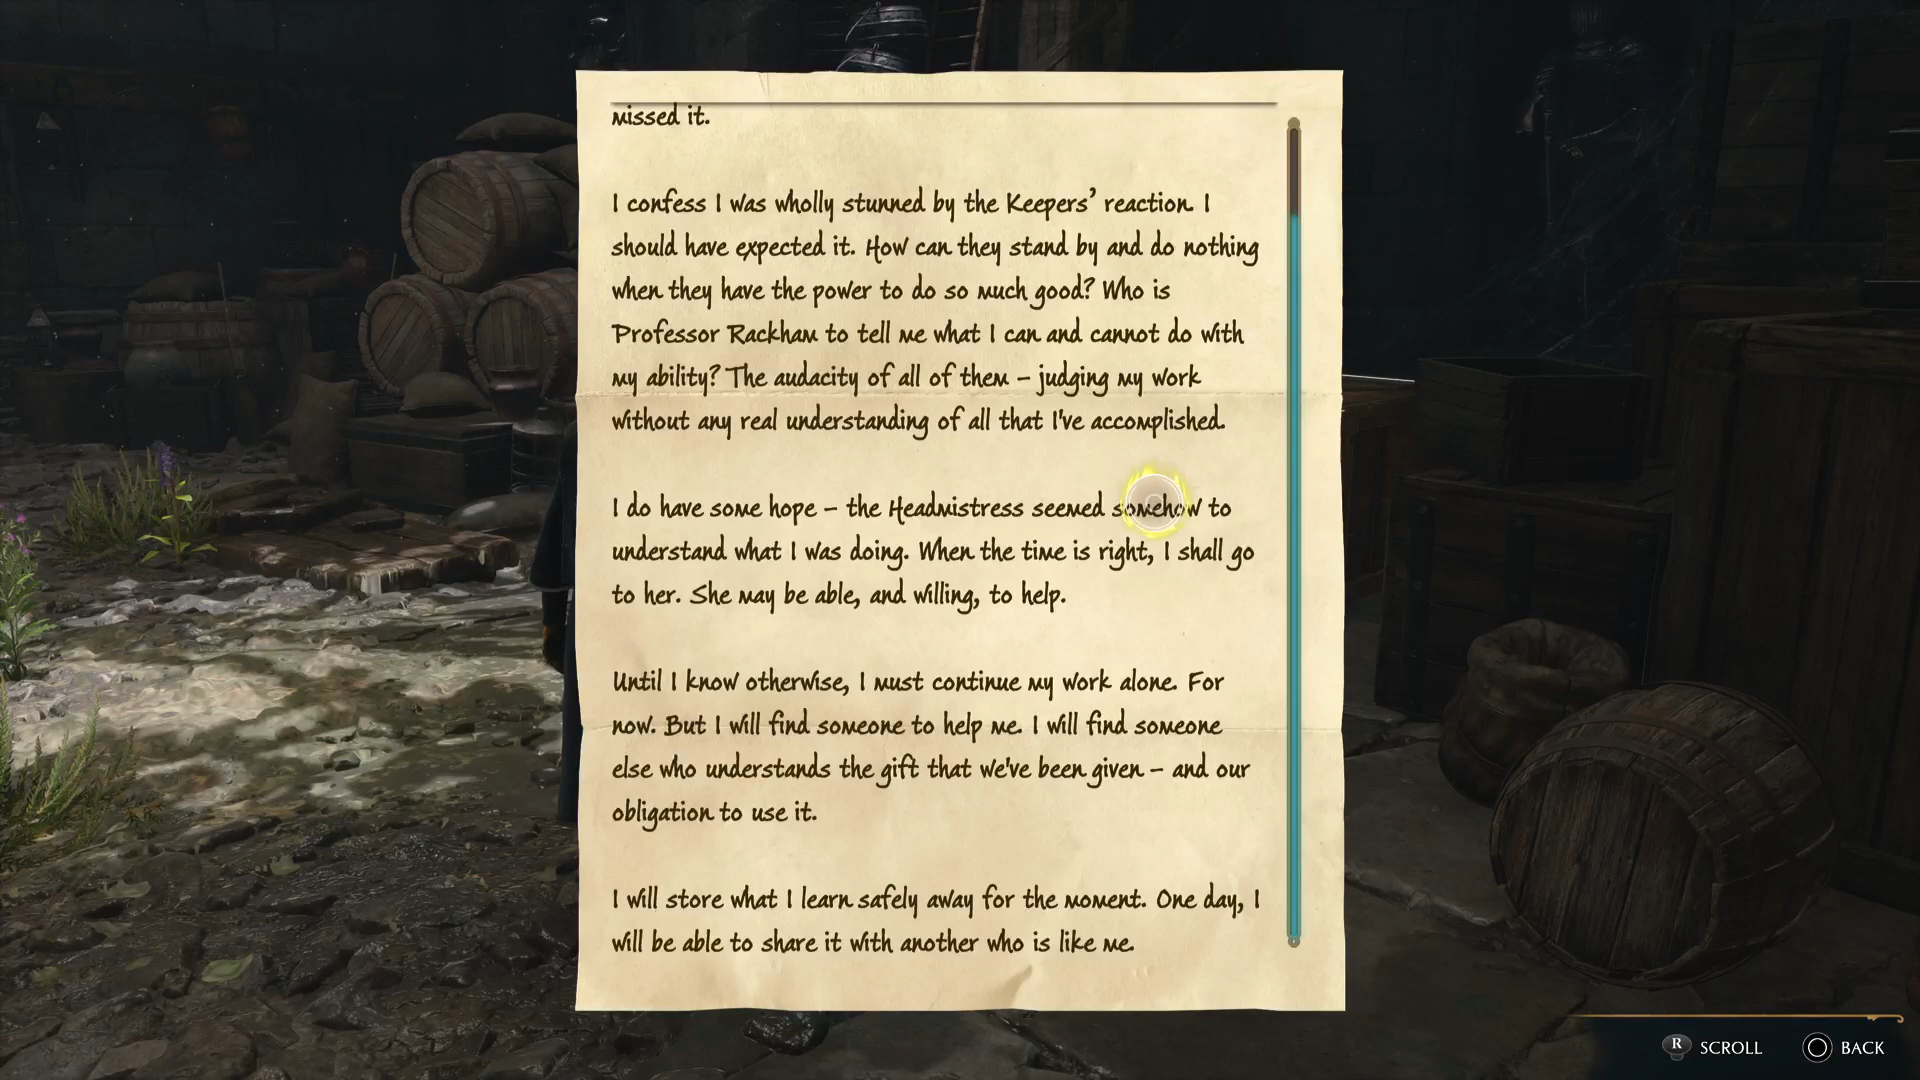 missed it.
I confess I was wholly stunned by the Keepers' reaction. I
should have expected it. How can they stand by and do nothing
when they have the power to do so much good? Who is
Professor Rackham to tell me what I can and cannot do with
my ability? The audacity of all of them – judging my work
without any real understanding of all that I've accomplished.
I do have some hope – the Headmistress seemed somehow to
understand what I was doing. When the time is right, I shall go
to her. She may be able, and willing, to help.
Until I know otherwise, I must continue my work alone. For
now. But I will find someone to help me. I will find someone
else who understands the gift that we've been given – and our
obligation to use it.
I will store what I learn safely away for the moment. One day, I
will be able to share it with another who is like me.
R SCROLL BACK